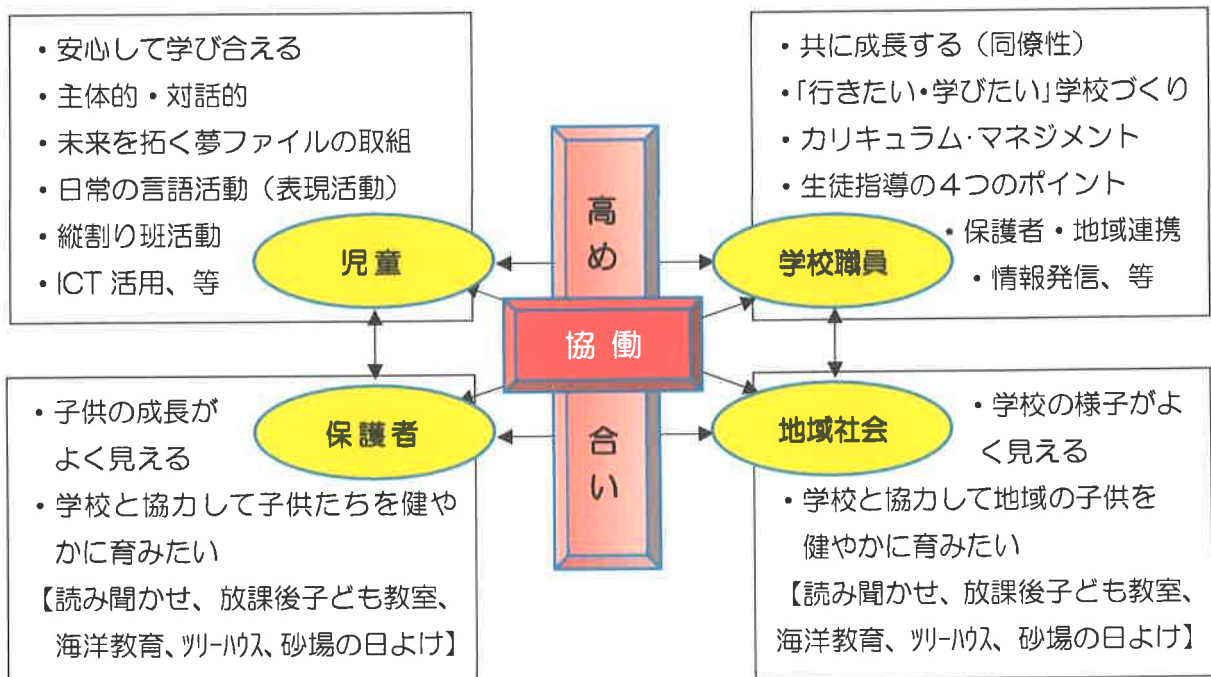 ・安心して学び合える
・主体的・対話的
・未来を拓く夢ファイルの取組
・日常の言語活動（表現活動）
・縦割り班活動
・ICT 活用、等
児童
・共に成長する（同僚性）
・「行きたい・学びたい」学校づくり
・カリキュラム・マネジメント
・生徒指導の４つのポイント
・保護者・地域連携
・情報発信、等
学校職員
高め
協働
合い
・子供の成長が
よく見える
・学校と協力して子供たちを健や
かに育みたい
【読み聞かせ、放課後子ども教室、
海洋教育、ツリーハウス、砂場の日よけ】
保護者
・学校の様子がよ
く見える
・学校と協力して地域の子供を
健やかに育みたい
【読み聞かせ、放課後子ども教室、
海洋教育、ツリーハウス、砂場の日よけ】
地域社会